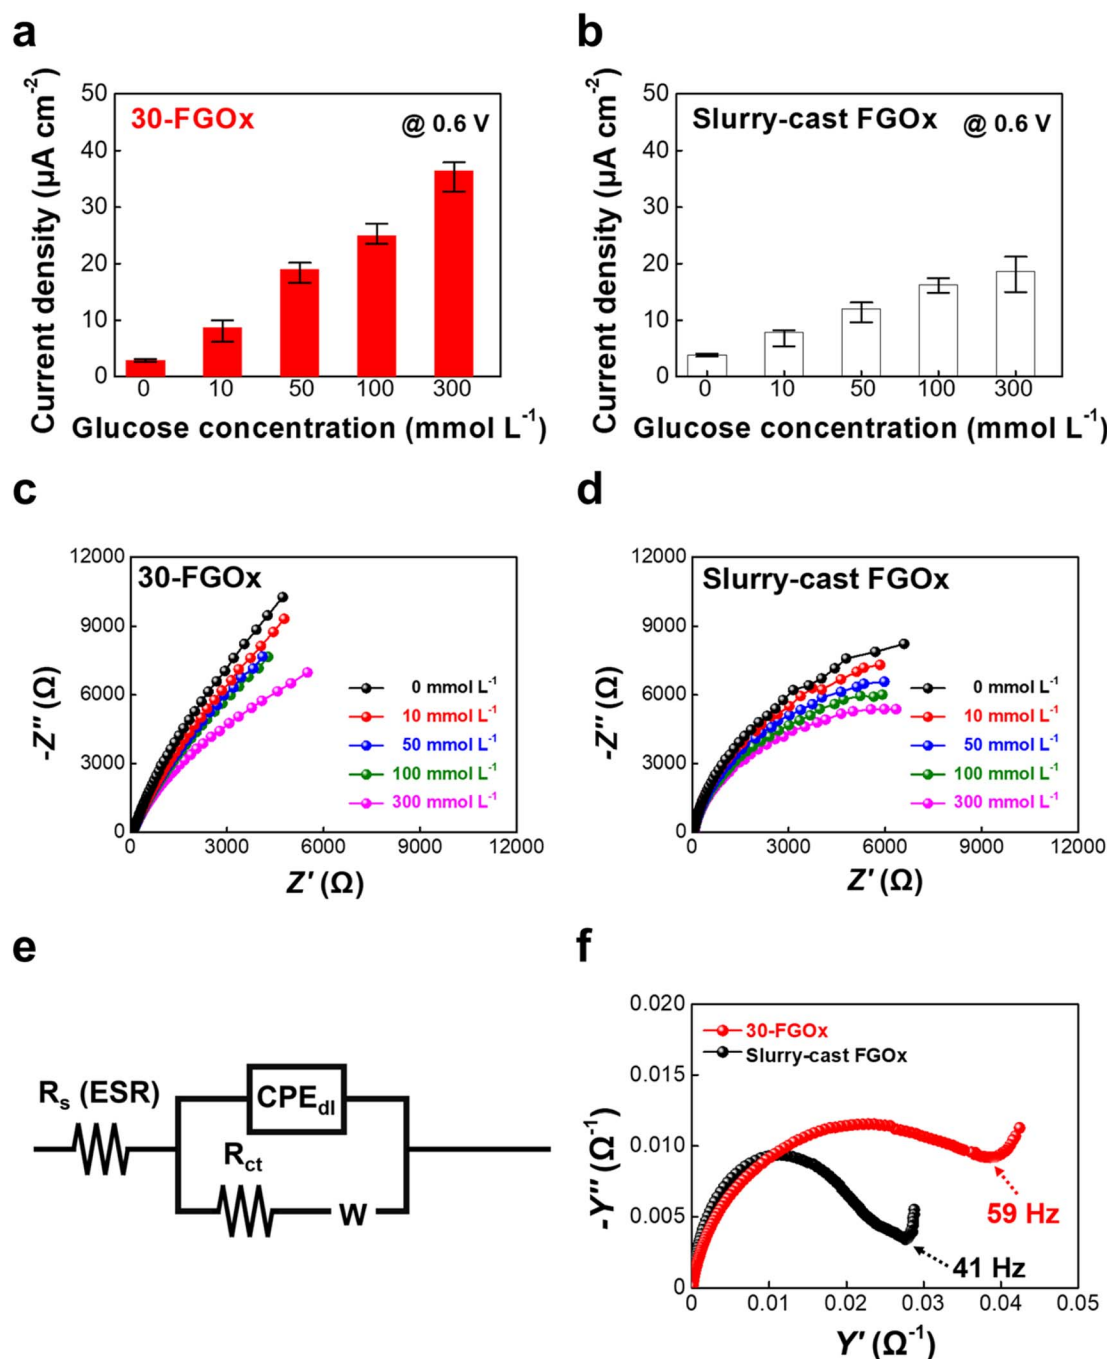 a
Current density (µA cm⁻²)
50
40
30
20
10
0
30-FGOx
@ 0.6 V
0 10 50 100 300
Glucose concentration (mmol L⁻¹)
b
Current density (µA cm⁻²)
50
40
30
20
10
0
Slurry-cast FGOx
@ 0.6 V
0 10 50 100 300
Glucose concentration (mmol L⁻¹)
c
-Z'' (Ω)
12000
9000
6000
3000
0
30-FGOx
0 mmol L⁻¹
10 mmol L⁻¹
50 mmol L⁻¹
100 mmol L⁻¹
300 mmol L⁻¹
0 3000 6000 9000 12000
Z' (Ω)
d
-Z'' (Ω)
12000
9000
6000
3000
0
Slurry-cast FGOx
0 mmol L⁻¹
10 mmol L⁻¹
50 mmol L⁻¹
100 mmol L⁻¹
300 mmol L⁻¹
0 3000 6000 9000 12000
Z' (Ω)
e
Rs (ESR)
CPEdl
Rct
W
f
-Y'' (Ω⁻¹)
0.020
0.015
0.010
0.005
0
30-FGOx
Slurry-cast FGOx
59 Hz
41 Hz
0 0.01 0.02 0.03 0.04 0.05
Y' (Ω⁻¹)